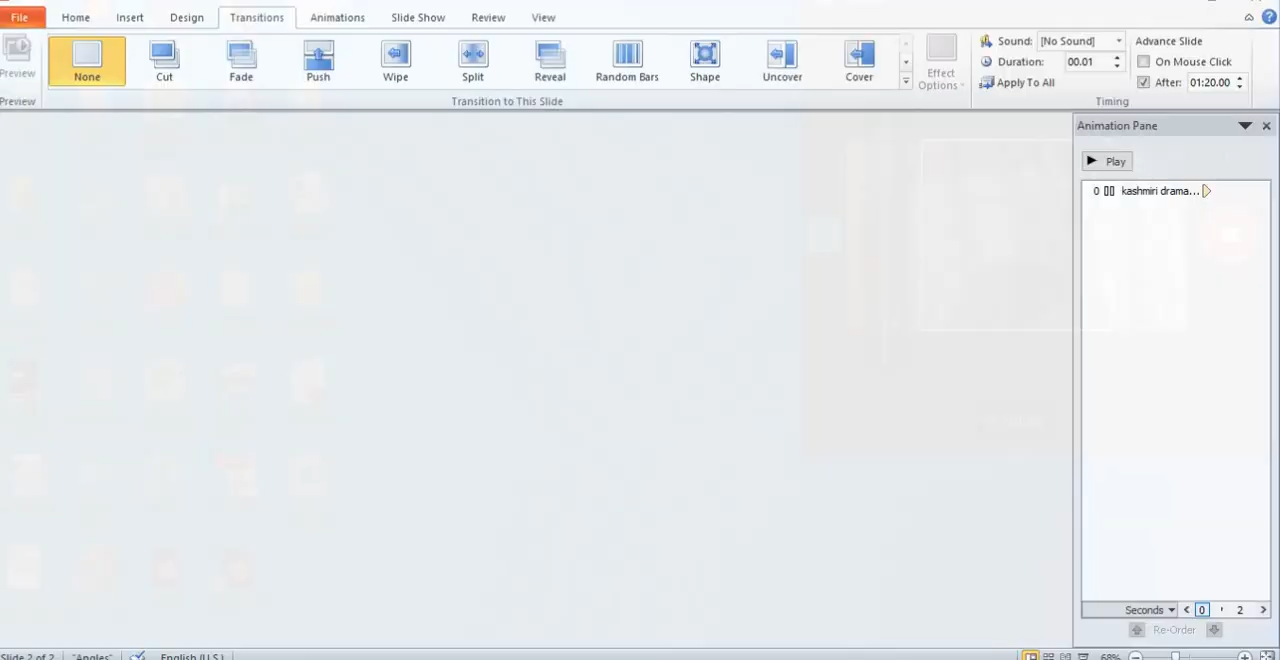 File Home Insert Design Transitions Animations Slide Show Review View
Preview None Cut Fade Push Wipe Split Reveal Random Bars Shape Uncover Cover Effect Options
Sound: [No Sound] Advance Slide
Duration: 00.01 On Mouse Click
Apply To All After: 01:20.00
Preview Transition to This Slide Timing
Animation Pane
Play
0 kashmiri drama...
Seconds 0 2
Re-Order
Slide 2 of 2 "Angles" English (U.S.) 68%